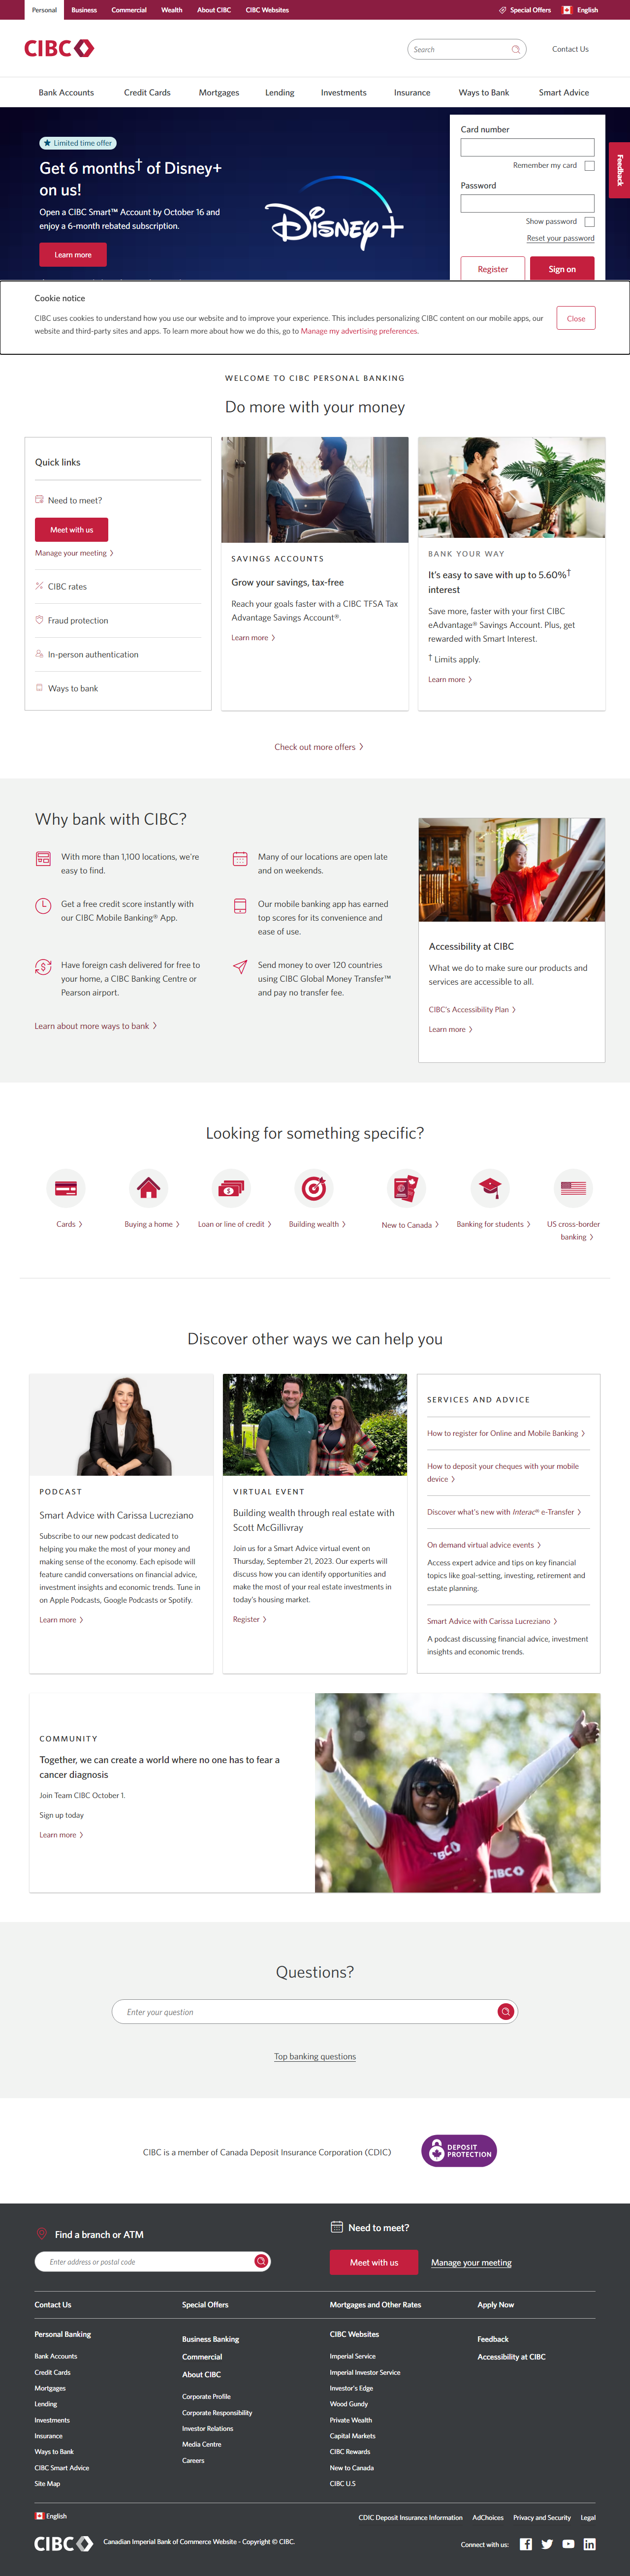 Personal
Business
Commercial
Wealth
About CIBC
CIBC Websites
Special Offers
English
CIBC
Search
Contact Us
Bank Accounts
Credit Cards
Mortgages
Lending
Investments
Insurance
Ways to Bank
Smart Advice
Limited time offer
Get 6 months† of Disney+
on us!
Open a CIBC Smart™ Account by October 16 and
enjoy a 6-month rebated subscription.
Learn more
Disney+
Card number
Remember my card
Password
Show password
Reset your password
Register
Sign on
Feedback
Cookie notice
CIBC uses cookies to understand how you use our website and to improve your experience. This includes personalizing CIBC content on our mobile apps, our
website and third-party sites and apps. To learn more about how we do this, go to Manage my advertising preferences.
Close
WELCOME TO CIBC PERSONAL BANKING
Do more with your money
Quick links
Need to meet?
Meet with us
Manage your meeting
CIBC rates
Fraud protection
In-person authentication
Ways to bank
SAVINGS ACCOUNTS
Grow your savings, tax-free
Reach your goals faster with a CIBC TFSA Tax
Advantage Savings Account®.
Learn more
BANK YOUR WAY
It's easy to save with up to 5.60%†
interest
Save more, faster with your first CIBC
eAdvantage® Savings Account. Plus, get
rewarded with Smart Interest.
† Limits apply.
Learn more
Check out more offers
Why bank with CIBC?
With more than 1,100 locations, we're
easy to find.
Many of our locations are open late
and on weekends.
Get a free credit score instantly with
our CIBC Mobile Banking® App.
Our mobile banking app has earned
top scores for its convenience and
ease of use.
Have foreign cash delivered for free to
your home, a CIBC Banking Centre or
Pearson airport.
Send money to over 120 countries
using CIBC Global Money Transfer™
and pay no transfer fee.
Learn about more ways to bank
Accessibility at CIBC
What we do to make sure our products and
services are accessible to all.
CIBC's Accessibility Plan
Learn more
Looking for something specific?
Cards
Buying a home
Loan or line of credit
Building wealth
New to Canada
Banking for students
US cross-border
banking
Discover other ways we can help you
PODCAST
Smart Advice with Carissa Lucreziano
Subscribe to our new podcast dedicated to
helping you make the most of your money and
making sense of the economy. Each episode will
feature candid conversations on financial advice,
investment insights and economic trends. Tune in
on Apple Podcasts, Google Podcasts or Spotify.
Learn more
VIRTUAL EVENT
Building wealth through real estate with
Scott McGillivray
Join us for a Smart Advice virtual event on
Thursday, September 21, 2023. Our experts will
discuss how you can identify opportunities and
make the most of your real estate investments in
today's housing market.
Register
SERVICES AND ADVICE
How to register for Online and Mobile Banking
How to deposit your cheques with your mobile
device
Discover what's new with Interac® e-Transfer
On demand virtual advice events
Access expert advice and tips on key financial
topics like goal-setting, investing, retirement and
estate planning.
Smart Advice with Carissa Lucreziano
A podcast discussing financial advice, investment
insights and economic trends.
COMMUNITY
Together, we can create a world where no one has to fear a
cancer diagnosis
Join Team CIBC October 1.
Sign up today
Learn more
CIBC
CIBC
Questions?
Enter your question
Top banking questions
CIBC is a member of Canada Deposit Insurance Corporation (CDIC)
DEPOSIT
PROTECTION
Find a branch or ATM
Enter address or postal code
Need to meet?
Meet with us
Manage your meeting
Contact Us
Special Offers
Mortgages and Other Rates
Apply Now
Personal Banking
Bank Accounts
Credit Cards
Mortgages
Lending
Investments
Insurance
Ways to Bank
CIBC Smart Advice
Site Map
Business Banking
Commercial
About CIBC
Corporate Profile
Corporate Responsibility
Investor Relations
Media Centre
Careers
CIBC Websites
Imperial Service
Imperial Investor Service
Investor's Edge
Wood Gundy
Private Wealth
Capital Markets
CIBC Rewards
New to Canada
CIBC U.S
Feedback
Accessibility at CIBC
English
CDIC Deposit Insurance Information
AdChoices
Privacy and Security
Legal
CIBC
Canadian Imperial Bank of Commerce Website - Copyright © CIBC.
Connect with us: